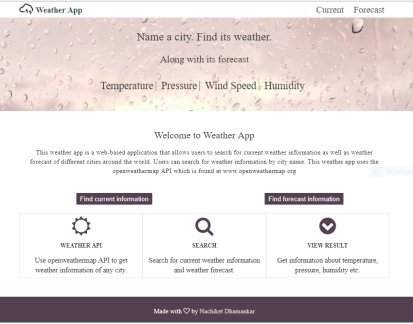 Weather App Current Forecast
Name a city. Find its weather.
Along with its forecast
Temperature| Pressure| Wind Speed| Humidity
Welcome to Weather App
This weather app is a web-based application that allows users to search for current weather information as well as weather
forecast of different cities around the world. Users can search for weather information by city name. This weather app uses the
openweathermap API which is found at www.openweathermap.org
Find current information Find forecast information
WEATHER API
Use openweathermap API to get
weather information of any city.
SEARCH
Search for current weather information
and weather forecast.
VIEW RESULT
Get information about temperature,
pressure, humidity etc.
Made with ♡ by Nachiket Dhamankar